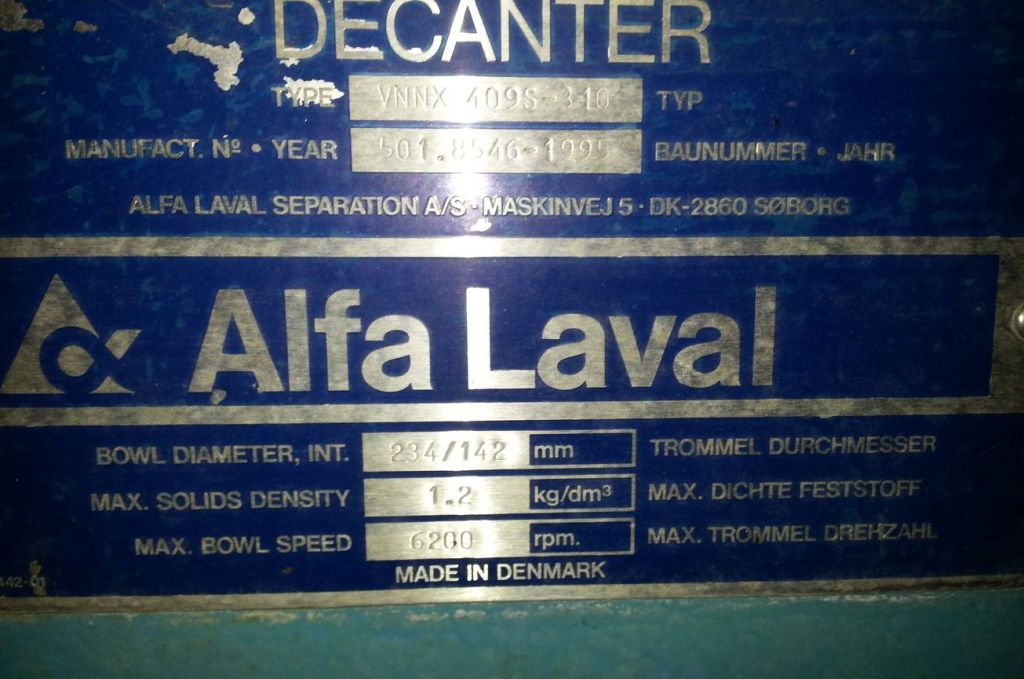 DECANTER
TYPE VNNX 409S-310 TYP
MANUFACT. Nº • YEAR 501.8546-1995 BAUNUMMER • JAHR
ALFA LAVAL SEPARATION A/S · MASKINVEJ 5 · DK-2860 SØBORG
Alfa Laval
BOWL DIAMETER, INT. 234/142 mm TROMMEL DURCHMESSER
MAX. SOLIDS DENSITY 1.2 kg/dm³ MAX. DICHTE FESTSTOFF
MAX. BOWL SPEED 6200 rpm. MAX. TROMMEL DREHZAHL
MADE IN DENMARK